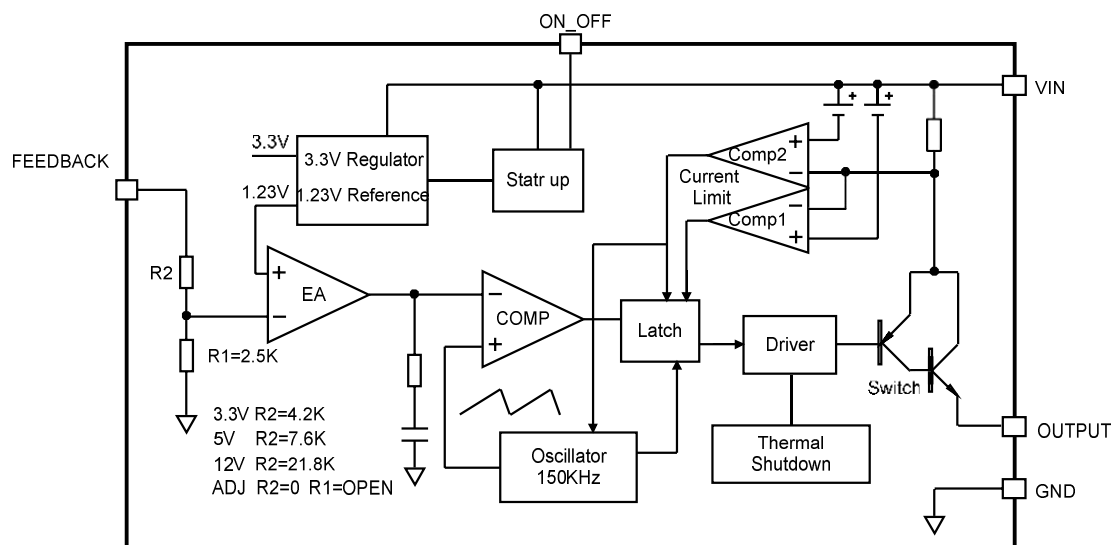 ON_OFF
VIN
FEEDBACK
3.3V
3.3V Regulator
1.23V
1.23V Reference
Statr up
+
+
+
Comp2
−
Current
Limit
−
Comp1
+
R2
+
EA
−
−
COMP
+
Latch
Driver
Switch
R1=2.5K
3.3V R2=4.2K
5V R2=7.6K
12V R2=21.8K
ADJ R2=0 R1=OPEN
Oscillator
150KHz
Thermal
Shutdown
OUTPUT
GND